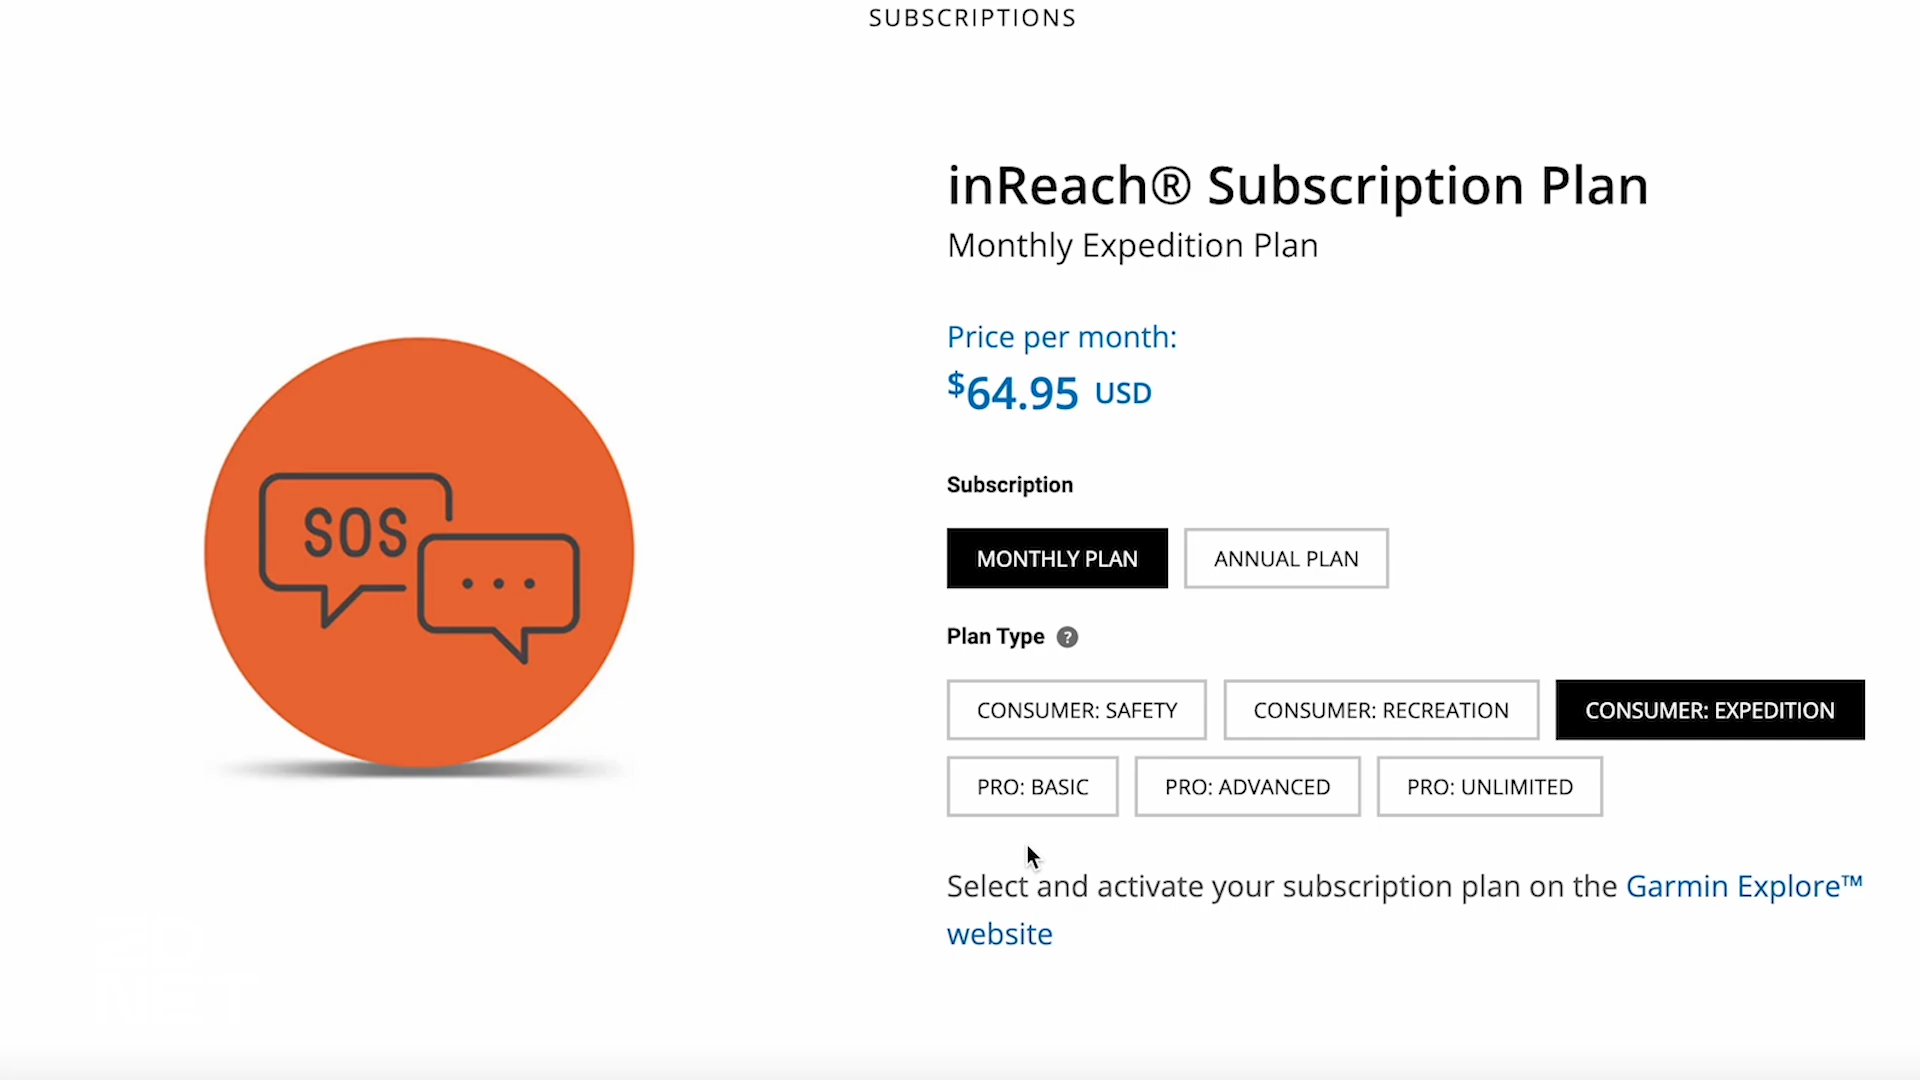 SUBSCRIPTIONS
inReach® Subscription Plan
Monthly Expedition Plan
Price per month:
$64.95 USD
Subscription
MONTHLY PLAN
ANNUAL PLAN
Plan Type ?
CONSUMER: SAFETY
CONSUMER: RECREATION
CONSUMER: EXPEDITION
PRO: BASIC
PRO: ADVANCED
PRO: UNLIMITED
Select and activate your subscription plan on the Garmin Explore™
website
SOS
ZD
NET